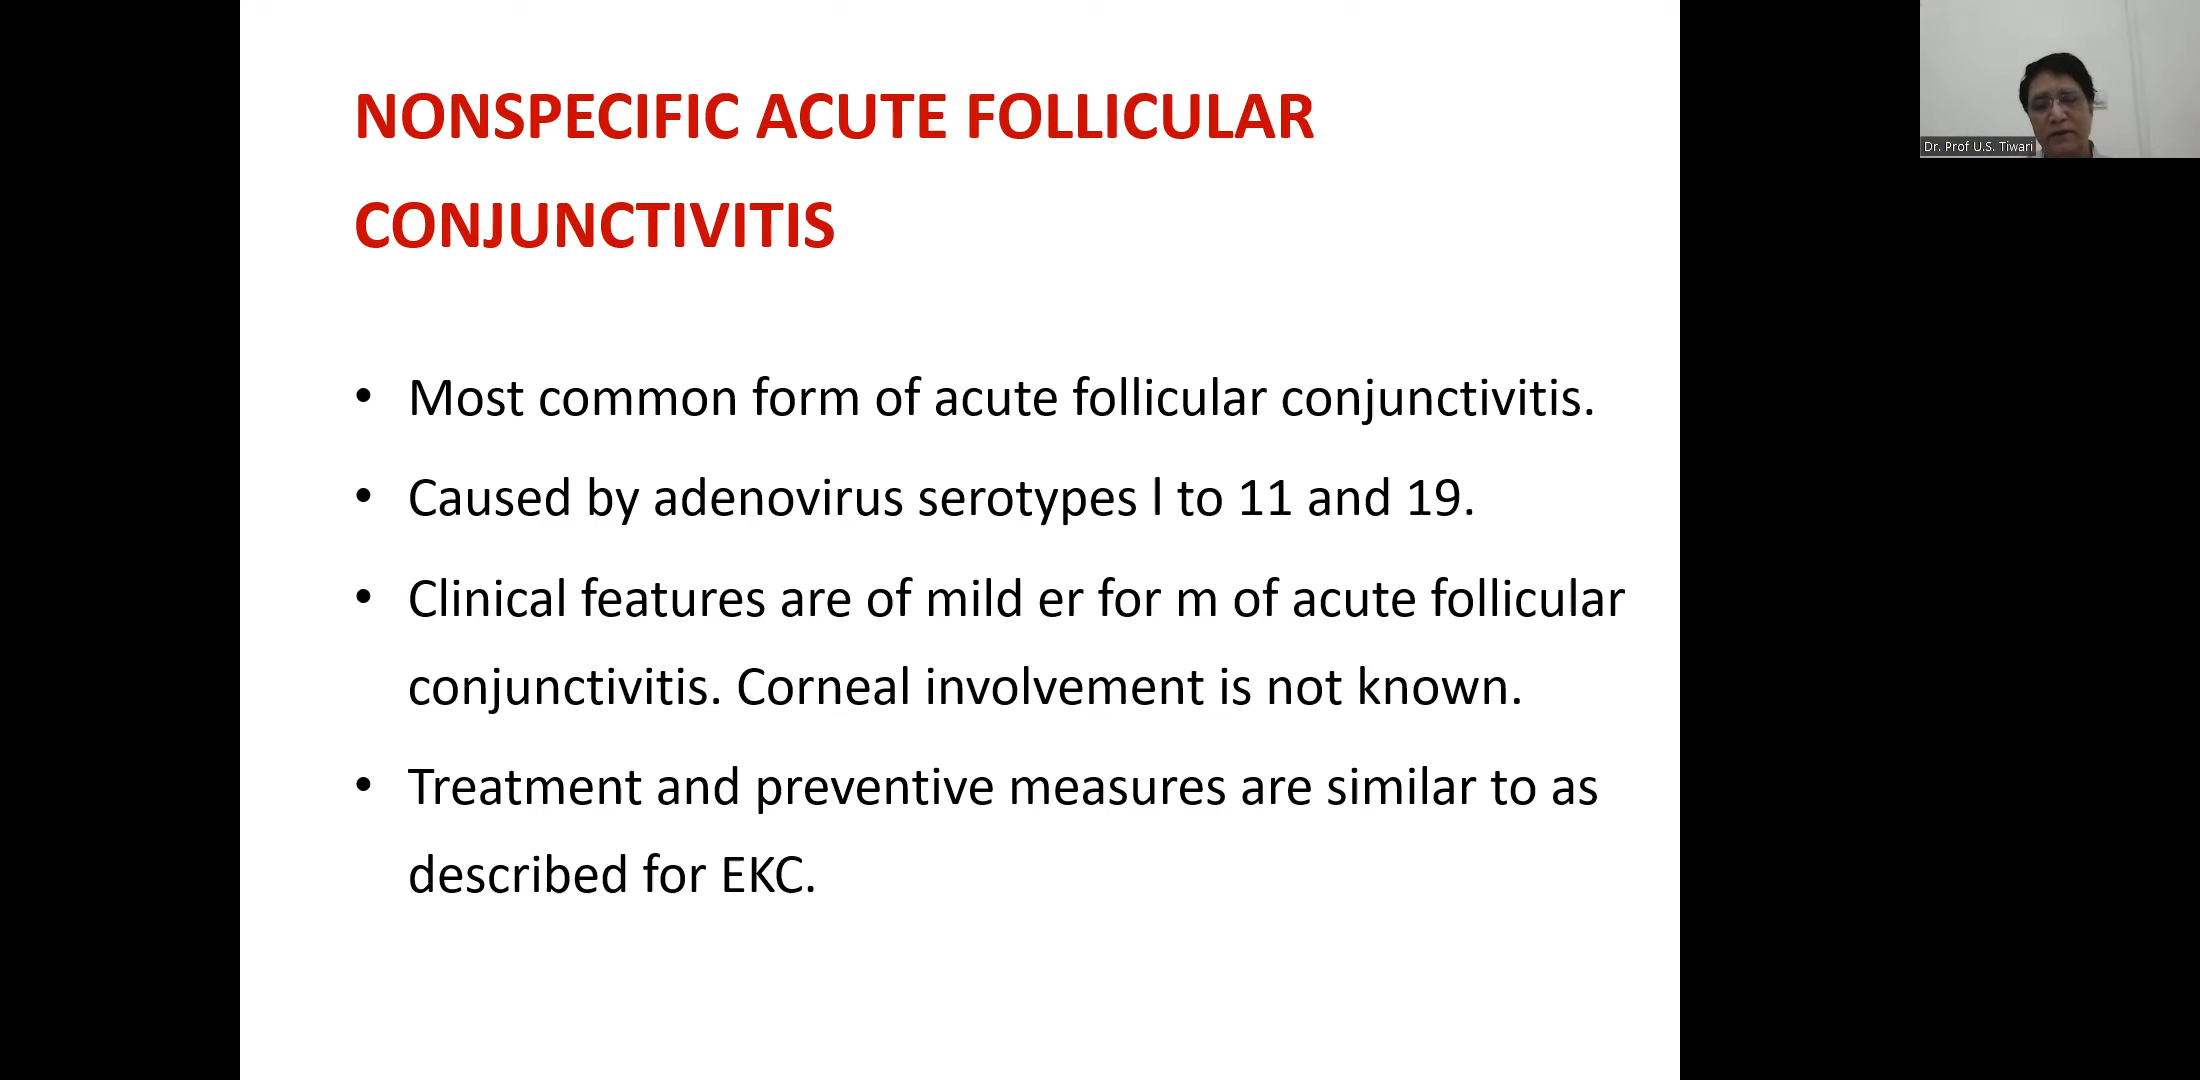 NONSPECIFIC ACUTE FOLLICULAR
CONJUNCTIVITIS
• Most common form of acute follicular conjunctivitis.
• Caused by adenovirus serotypes l to 11 and 19.
• Clinical features are of mild er for m of acute follicular
conjunctivitis. Corneal involvement is not known.
• Treatment and preventive measures are similar to as
described for EKC.
Dr. Prof U.S. Tiwari